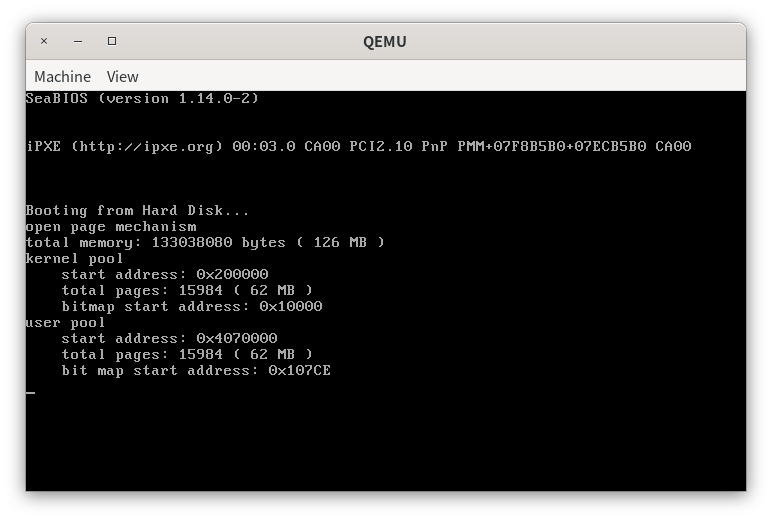 QEMU
Machine View
SeaBIOS (version 1.14.0-2)
iPXE (http://ipxe.org) 00:03.0 CA00 PCI2.10 PnP PMM+07F8B5B0+07ECB5B0 CA00
Booting from Hard Disk...
open page mechanism
total memory: 133038080 bytes ( 126 MB )
kernel pool
    start address: 0x200000
    total pages: 15984 ( 62 MB )
    bitmap start address: 0x10000
user pool
    start address: 0x4070000
    total pages: 15984 ( 62 MB )
    bit map start address: 0x107CE